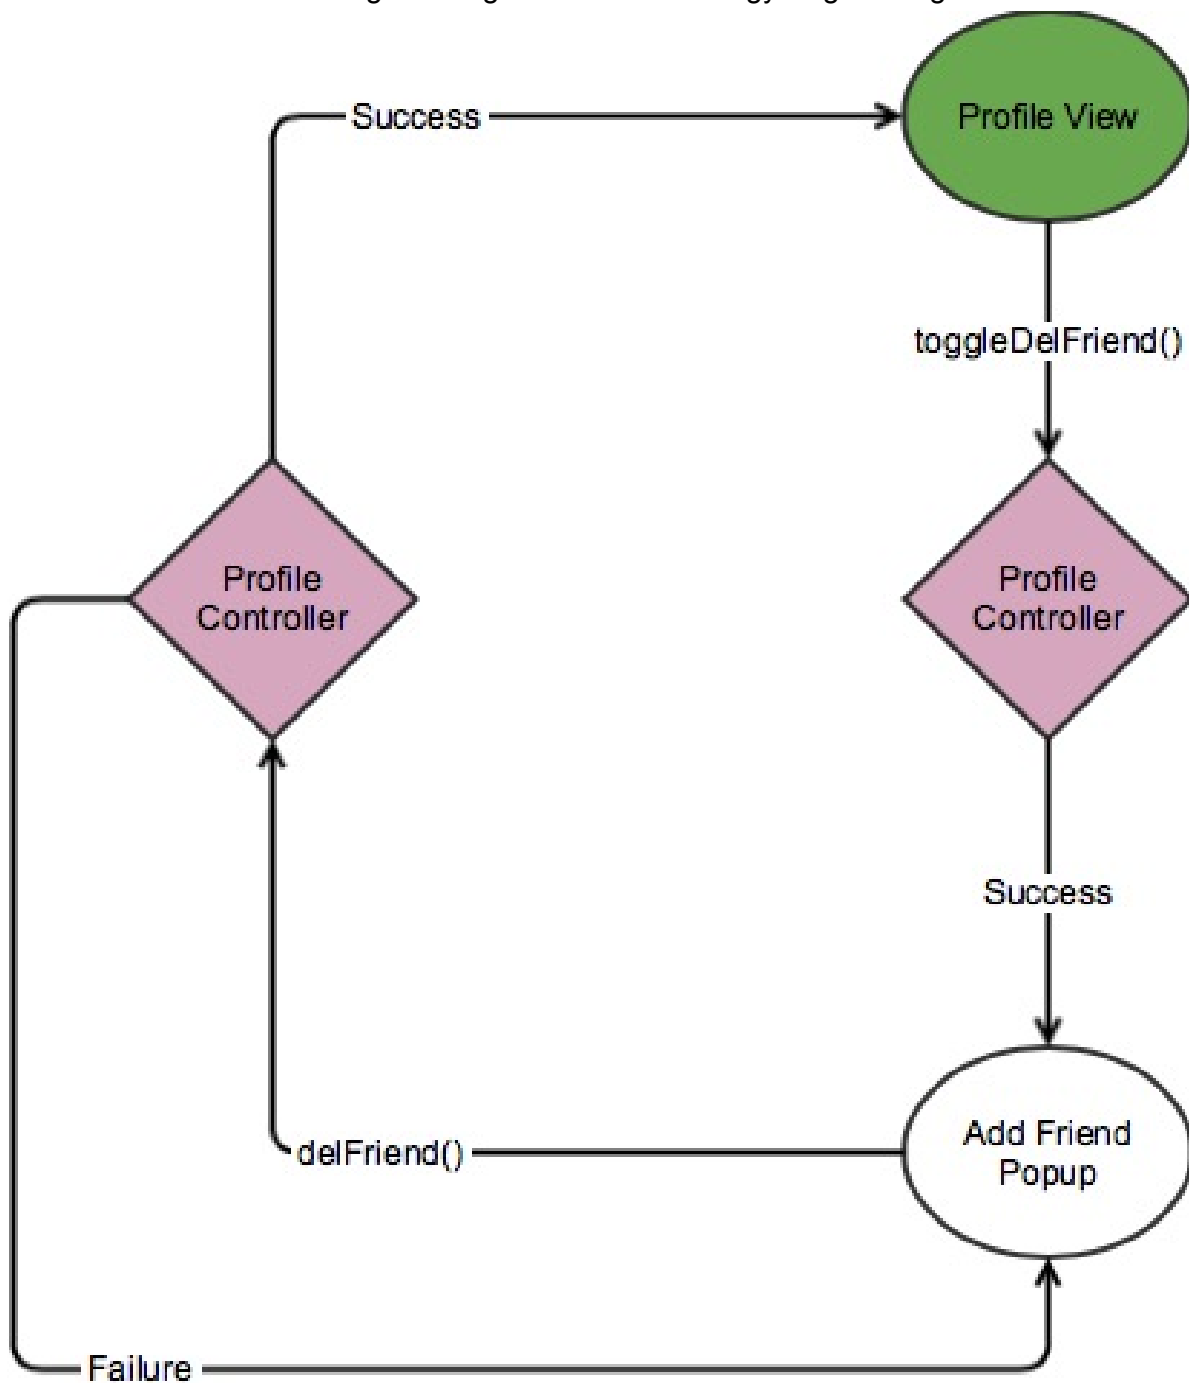 Success
Profile View
toggleDelFriend()
Profile
Controller
Profile
Controller
Success
Add Friend
Popup
delFriend()
Failure